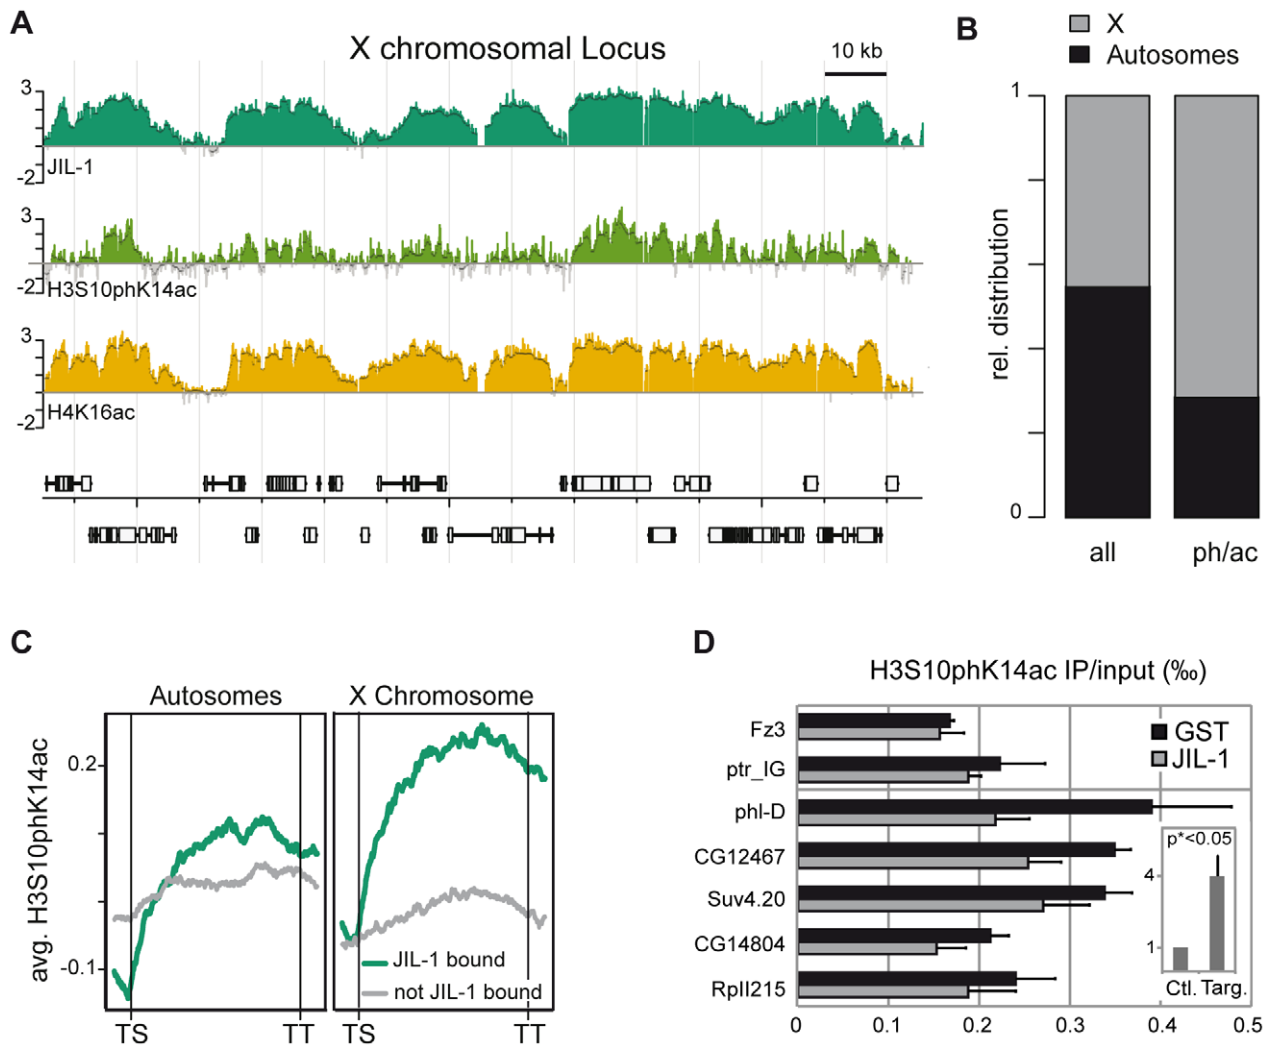 A
X chromosomal Locus
10 kb
3
-2
JIL-1
3
-2
H3S10phK14ac
3
-2
H4K16ac
B
X
Autosomes
rel. distribution
1
0
all ph/ac
C
Autosomes X Chromosome
avg. H3S10phK14ac
0.2
-0.1
JIL-1 bound
not JIL-1 bound
TS TT TS TT
D
H3S10phK14ac IP/input (‰)
Fz3
ptr_IG
phl-D
CG12467
Suv4.20
CG14804
RpII215
GST
JIL-1
p*<0.05
4
1
Ctl. Targ.
0 0.1 0.2 0.3 0.4 0.5